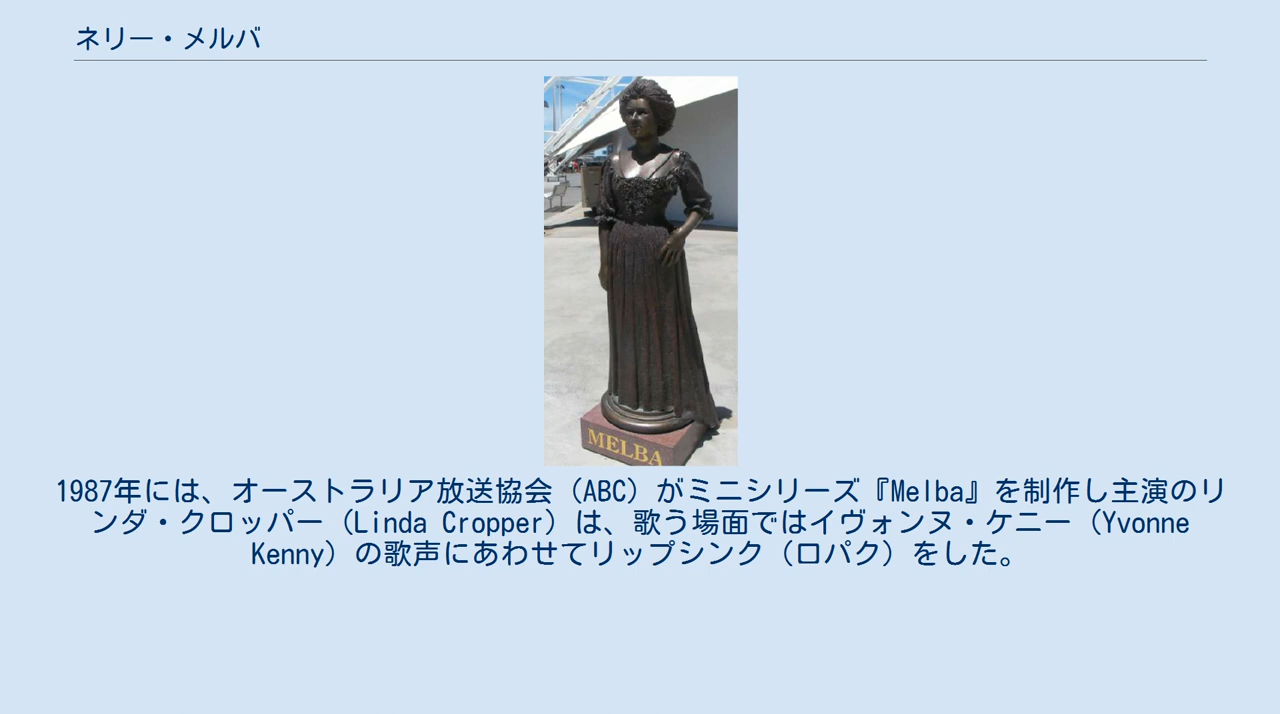 ネリー・メルバ
MELBA
1987年には、オーストラリア放送協会（ABC）がミニシリーズ『Melba』を制作し主演のリ
ンダ・クロッパー（Linda Cropper）は、歌う場面ではイヴォンヌ・ケニー（Yvonne
Kenny）の歌声にあわせてリップシンク（口パク）をした。